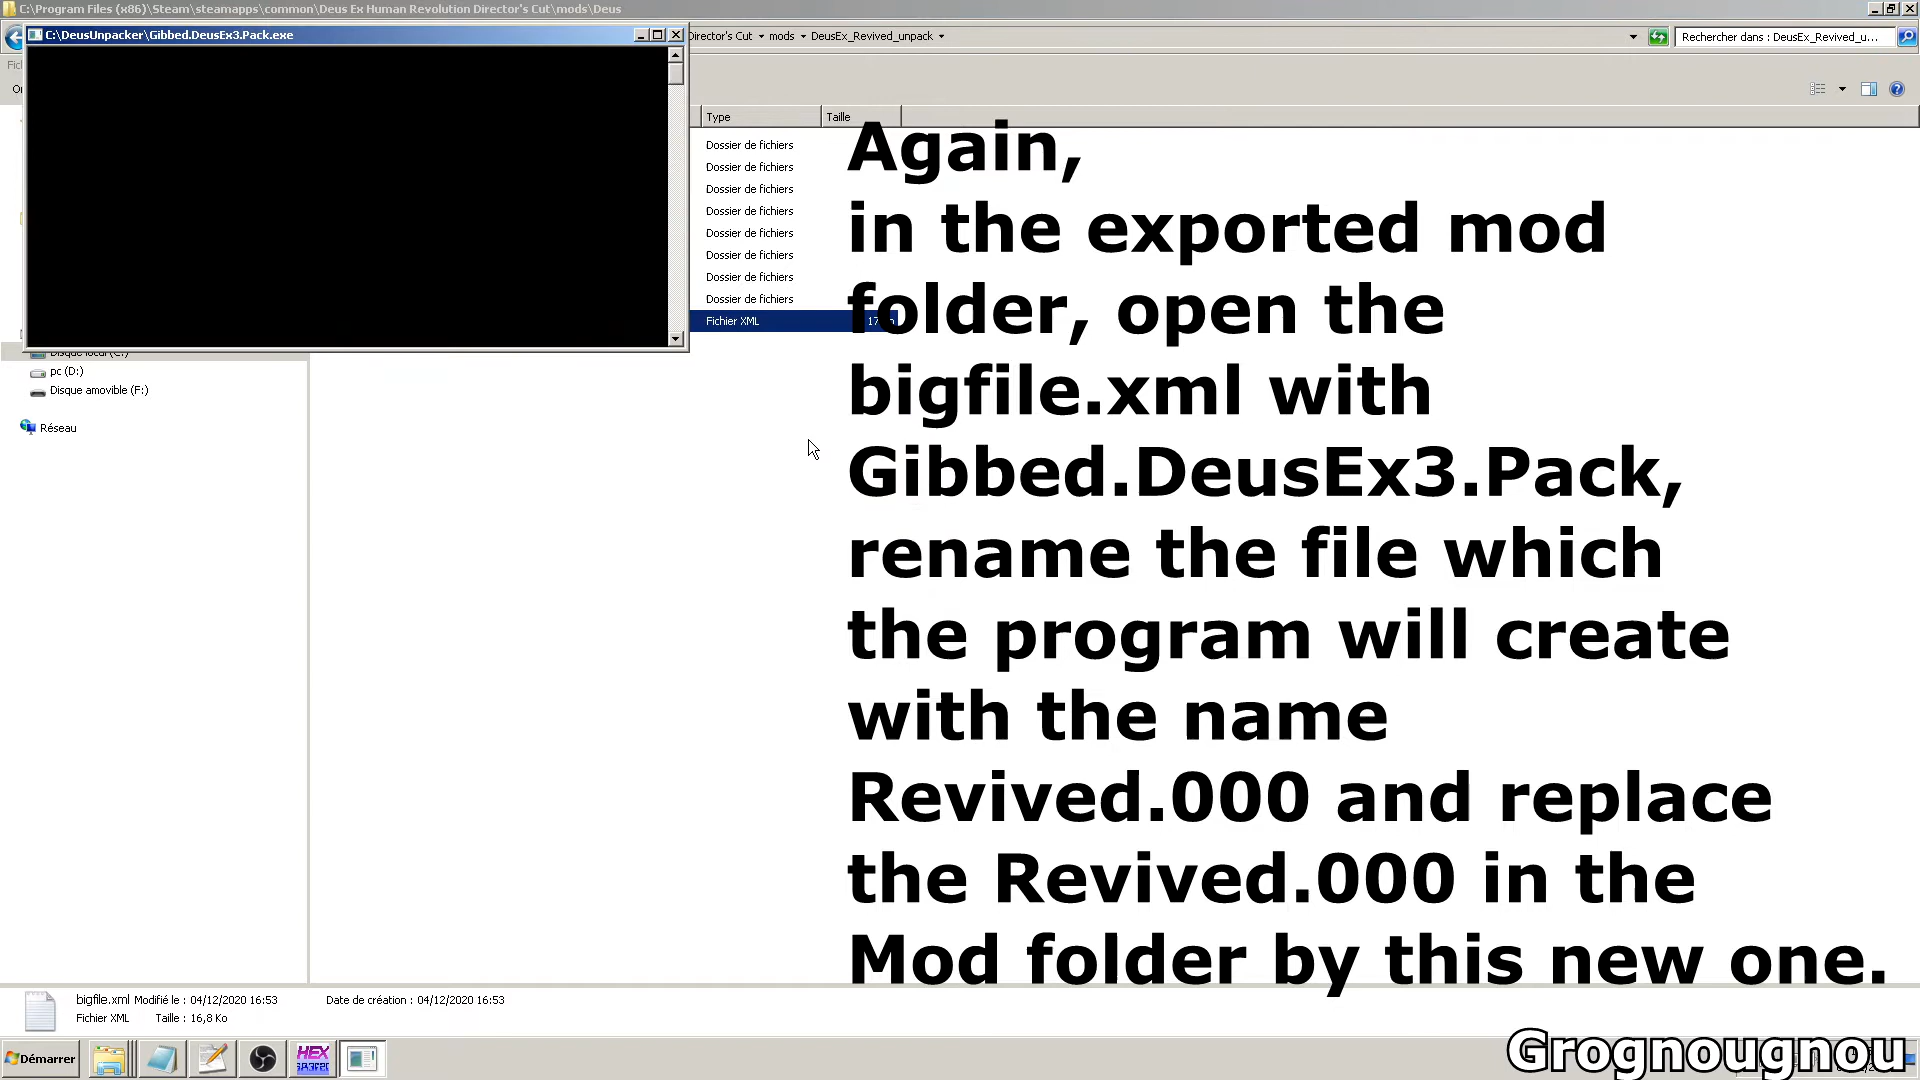 C:\Program Files (x86)\Steam\steamapps\common\Deus Ex Human Revolution Director's Cut\mods\Deus
C:\DeusUnpacker\Gibbed.DeusEx3.Pack.exe
Director's Cut mods DeusEx_Revived_unpack
Rechercher dans : DeusEx_Revived_u...
Type Taille
Dossier de fichiers
Dossier de fichiers
Dossier de fichiers
Dossier de fichiers
Dossier de fichiers
Dossier de fichiers
Dossier de fichiers
Dossier de fichiers
Fichier XML
Disque local (C:)
pc (D:)
Disque amovible (F:)
Réseau
Again,
in the exported mod
folder, open the
bigfile.xml with
Gibbed.DeusEx3.Pack,
rename the file which
the program will create
with the name
Revived.000 and replace
the Revived.000 in the
Mod folder by this new one.
bigfile.xml Modifié le : 04/12/2020 16:53 Date de création : 04/12/2020 16:53
Fichier XML Taille : 16,8 Ko
Démarrer
HEX
Grognougnou